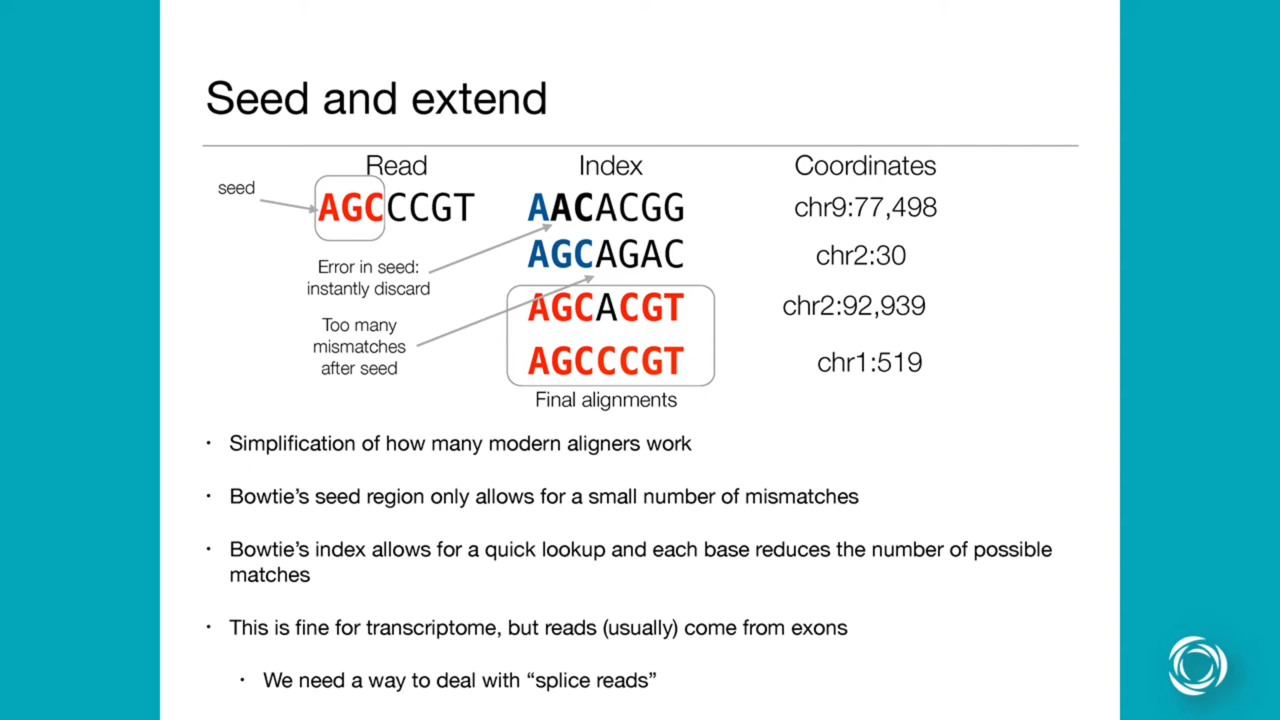 Seed and extend
Read Index Coordinates
seed
AGCCCGT AACACGG chr9:77,498
AGCAGAC chr2:30
Error in seed:
instantly discard
AGCACGT chr2:92,939
Too many
mismatches
after seed
AGCCCGT chr1:519
Final alignments
• Simplification of how many modern aligners work
• Bowtie’s seed region only allows for a small number of mismatches
• Bowtie’s index allows for a quick lookup and each base reduces the number of possible
matches
• This is fine for transcriptome, but reads (usually) come from exons
• We need a way to deal with “splice reads”